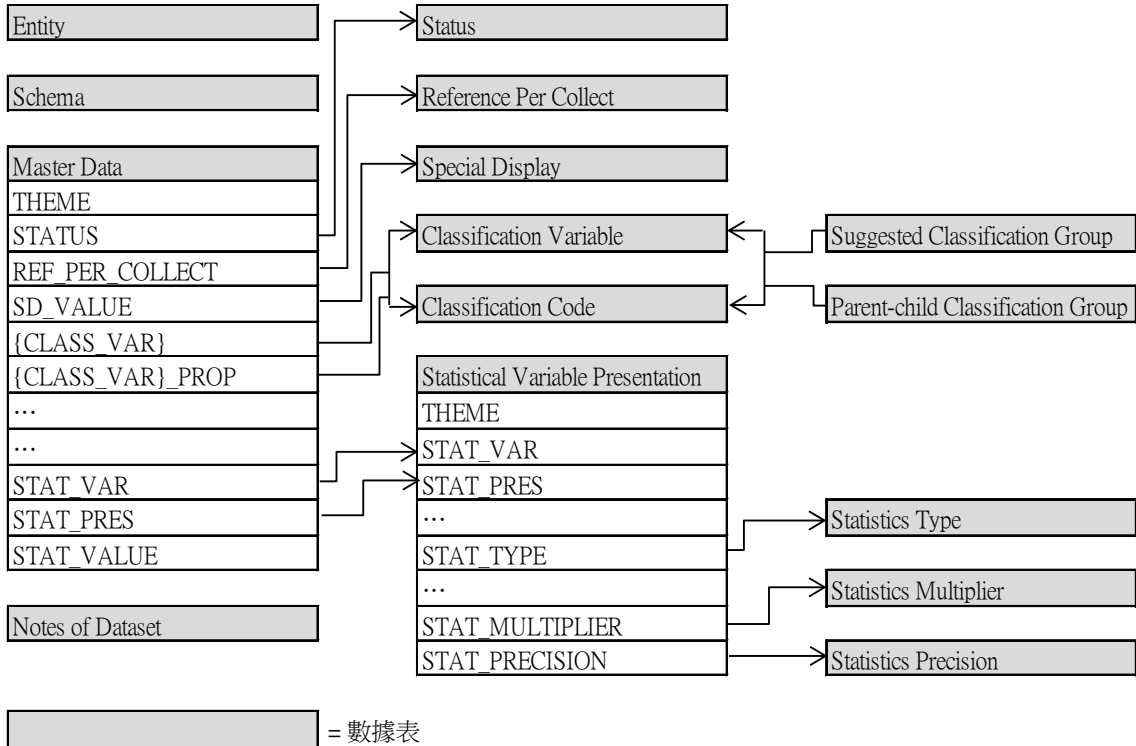 Entity
Schema
Master Data
THEME
STATUS
REF_PER_COLLECT
SD_VALUE
{CLASS_VAR}
{CLASS_VAR}_PROP
…
…
STAT_VAR
STAT_PRES
STAT_VALUE
Notes of Dataset
Status
Reference Per Collect
Special Display
Classification Variable
Classification Code
Statistical Variable Presentation
THEME
STAT_VAR
STAT_PRES
…
STAT_TYPE
…
STAT_MULTIPLIER
STAT_PRECISION
Suggested Classification Group
Parent-child Classification Group
Statistics Type
Statistics Multiplier
Statistics Precision
= 數據表